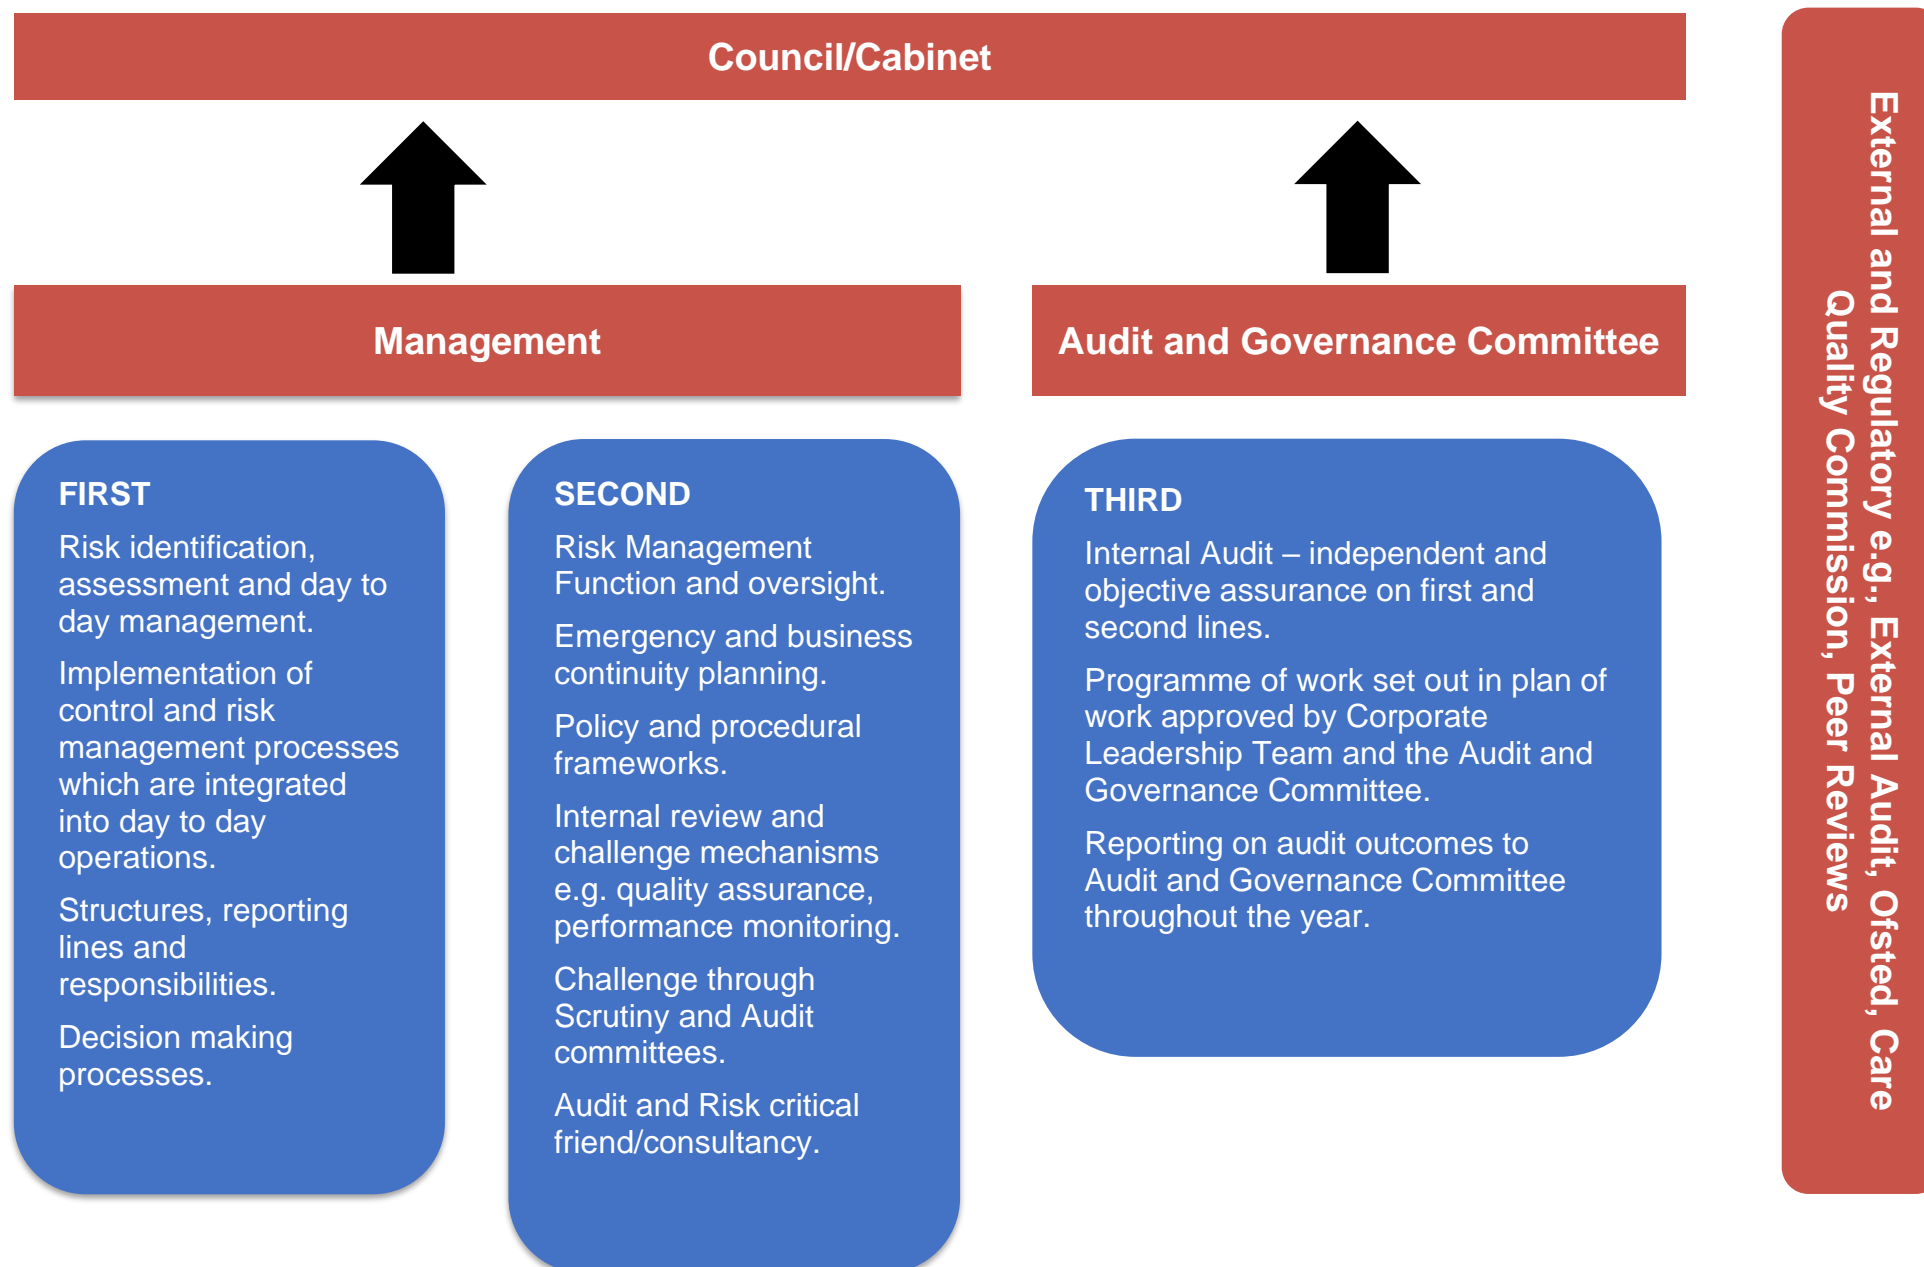 Council/Cabinet
Management
Audit and Governance Committee
FIRST
Risk identification,
assessment and day to
day management.
Implementation of
control and risk
management processes
which are integrated
into day to day
operations.
Structures, reporting
lines and
responsibilities.
Decision making
processes.
SECOND
Risk Management
Function and oversight.
Emergency and business
continuity planning.
Policy and procedural
frameworks.
Internal review and
challenge mechanisms
e.g. quality assurance,
performance monitoring.
Challenge through
Scrutiny and Audit
committees.
Audit and Risk critical
friend/consultancy.
THIRD
Internal Audit – independent and
objective assurance on first and
second lines.
Programme of work set out in plan of
work approved by Corporate
Leadership Team and the Audit and
Governance Committee.
Reporting on audit outcomes to
Audit and Governance Committee
throughout the year.
External and Regulatory e.g., External Audit, Ofsted, Care
Quality Commission, Peer Reviews